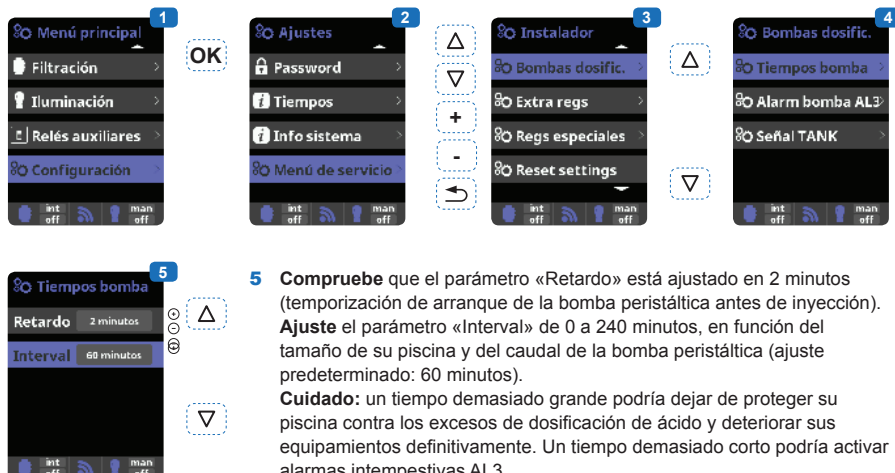 1
Menú principal
Filtración
Iluminación
Relés auxiliares
Configuración
int
off
man
off
OK
2
Ajustes
Password
Tiempos
Info sistema
Menú de servicio
int
off
man
off
+
-
3
Instalador
Bombas dosific.
Extra regs
Regs especiales
Reset settings
int
off
man
off
4
Bombas dosific.
Tiempos bomba
Alarm bomba AL3
Señal TANK
int
off
man
off
5
Tiempos bomba
Retardo 2 minutos
Interval 60 minutos
int
off
man
off
5 Compruebe que el parámetro «Retardo» está ajustado en 2 minutos
(temporización de arranque de la bomba peristáltica antes de inyección).
Ajuste el parámetro «Interval» de 0 a 240 minutos, en función del
tamaño de su piscina y del caudal de la bomba peristáltica (ajuste
predeterminado: 60 minutos).
Cuidado: un tiempo demasiado grande podría dejar de proteger su
piscina contra los excesos de dosificación de ácido y deteriorar sus
equipamientos definitivamente. Un tiempo demasiado corto podría activar
alarmas intempestivas AL3.